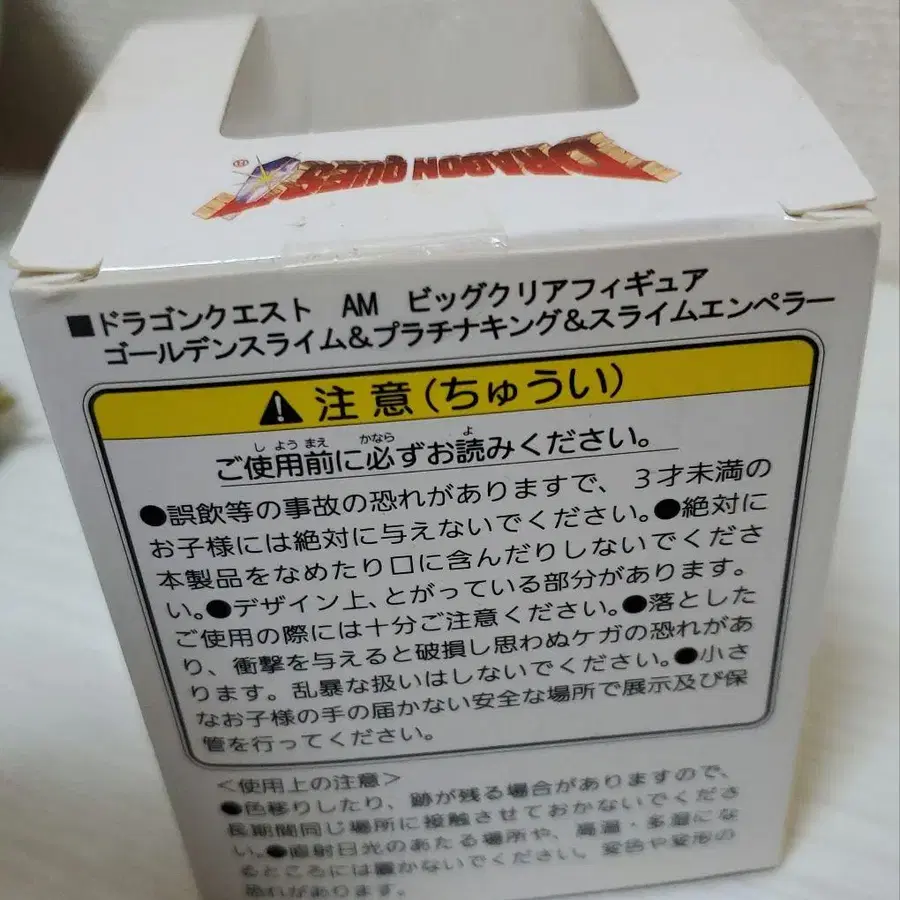 DRAGON QUEST
■ドラゴンクエスト AM ビッグクリアフィギュア
ゴールデンスライム&プラチナキング&スライムエンペラー
注意(ちゅうい)
しようまえ かなら よ
ご使用前に必ずお読みください。
●誤飲等の事故の恐れがありますで、3才未満の
お子様には絶対に与えないでください。●絶対に
本製品をなめたり口に含んだりしないでくださ
い。●デザイン上、とがっている部分があります。
ご使用の際には十分ご注意ください。●落とした
り、衝撃を与えると破損し思わぬケガの恐れがあ
ります。乱暴な扱いはしないでください。●小さ
なお子様の手の届かない安全な場所で展示及び保
管を行ってください。
<使用上の注意>
●色移りしたり、跡が残る場合がありますので、
長期間同じ場所に接触させておかないでくださ
い。●直射日光のあたる場所や、高温・多湿にな
るところには置かないでください。変色や変形の
恐れがあります。